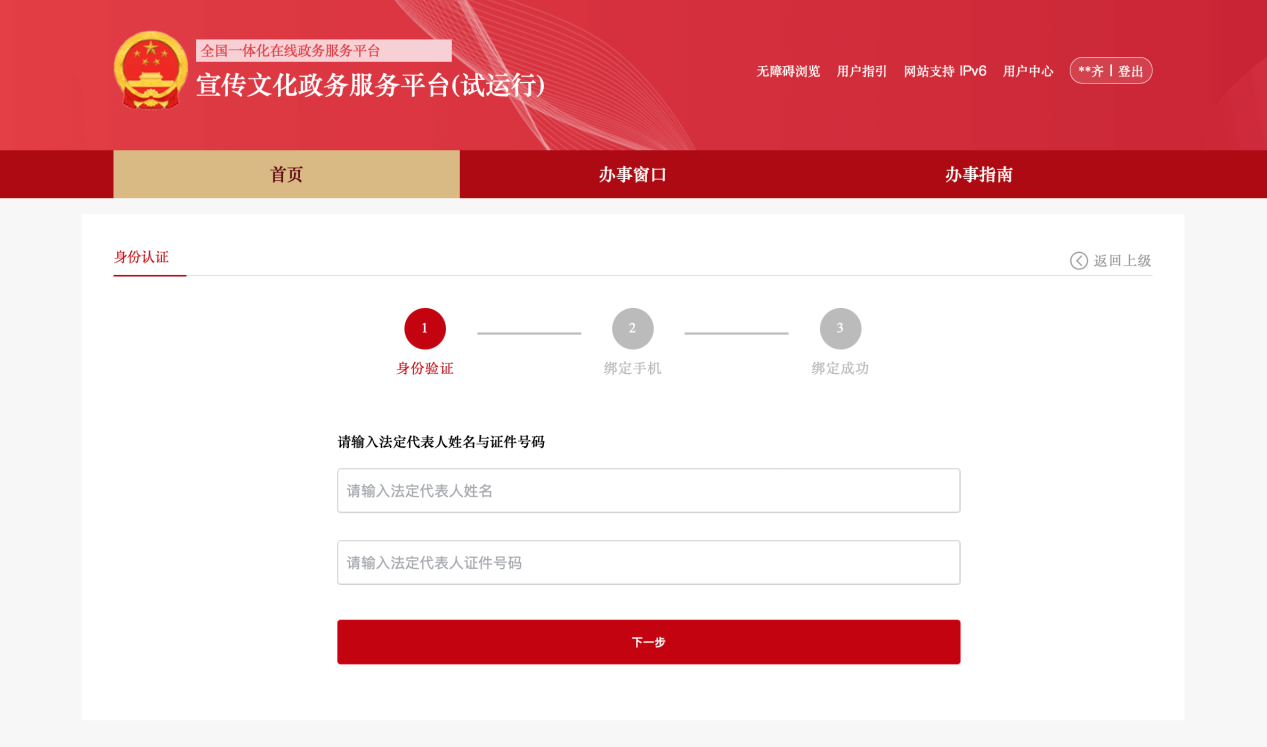 全国一体化在线政务服务平台
宣传文化政务服务平台(试运行)
无障碍浏览 用户指引 网站支持 IPv6 用户中心 **齐 | 登出
首页 办事窗口 办事指南
身份认证 返回上级
1 2 3
身份验证 绑定手机 绑定成功
请输入法定代表人姓名与证件号码
请输入法定代表人姓名
请输入法定代表人证件号码
下一步